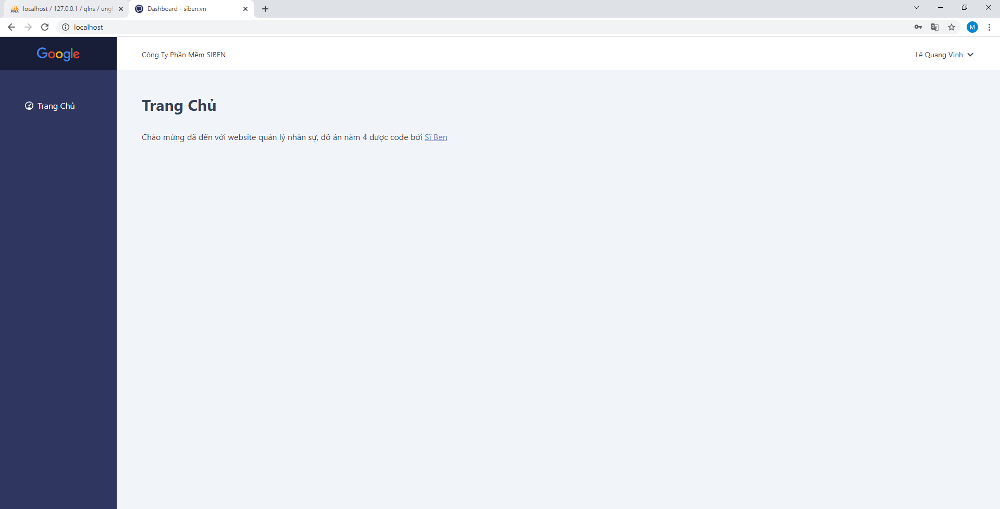 localhost / 127.0.0.1 / qlns / ung
Dashboard - siben.vn
localhost
M
Google
Công Ty Phần Mềm SIBEN
Lê Quang Vinh
Trang Chủ
Trang Chủ
Chào mừng đã đến với website quản lý nhân sự, đồ án năm 4 được code bởi Sĩ Ben